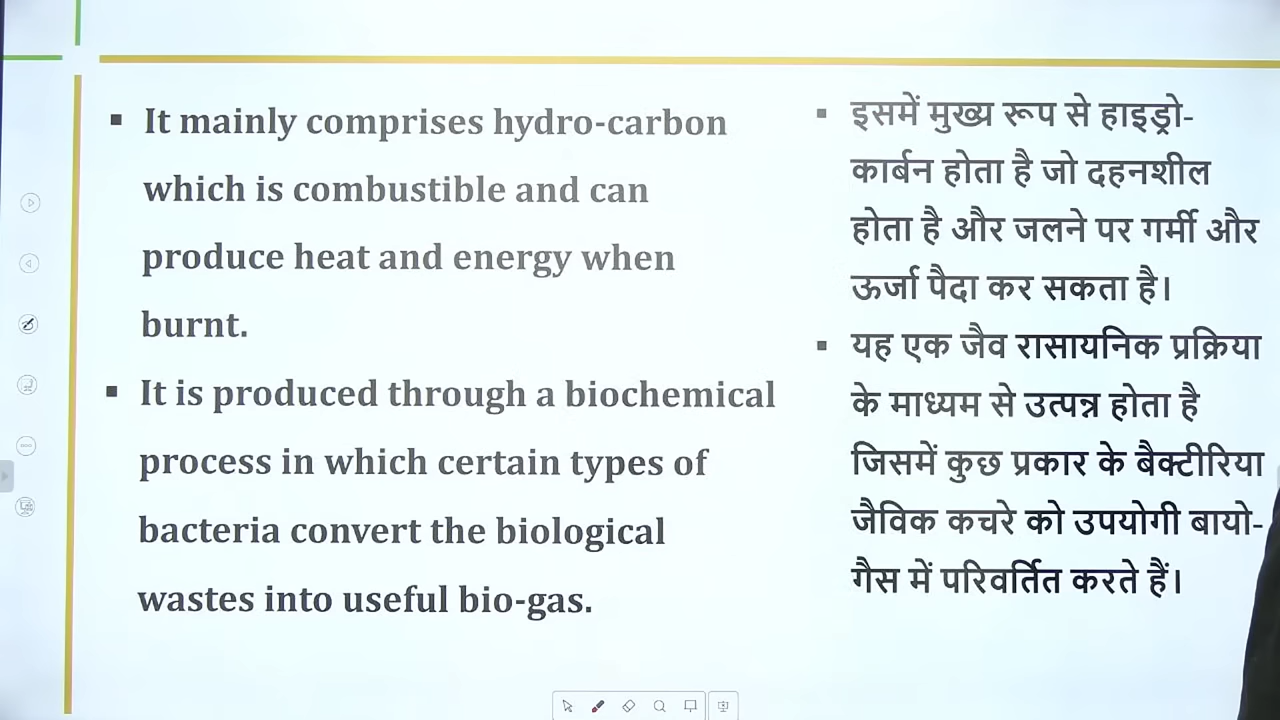 ▪ It mainly comprises hydro-carbon
which is combustible and can
produce heat and energy when
burnt.
▪ It is produced through a biochemical
process in which certain types of
bacteria convert the biological
wastes into useful bio-gas.
▪ इसमें मुख्य रूप से हाइड्रो-
कार्बन होता है जो दहनशील
होता है और जलने पर गर्मी और
ऊर्जा पैदा कर सकता है।
▪ यह एक जैव रासायनिक प्रक्रिया
के माध्यम से उत्पन्न होता है
जिसमें कुछ प्रकार के बैक्टीरिया
जैविक कचरे को उपयोगी बायो-
गैस में परिवर्तित करते हैं।